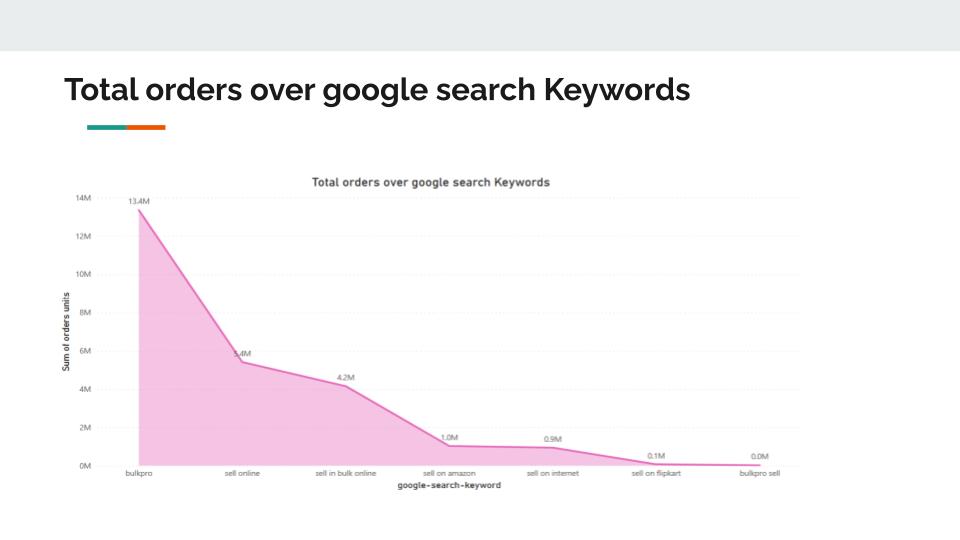 Total orders over google search Keywords
Total orders over google search Keywords
14M
12M
10M
8M
6M
4M
2M
0M
Sum of orders units
13.4M
5.4M
4.2M
1.0M
0.9M
0.1M
0.0M
bulkpro
sell online
sell in bulk online
sell on amazon
sell on internet
sell on flipkart
bulkpro sell
google-search-keyword